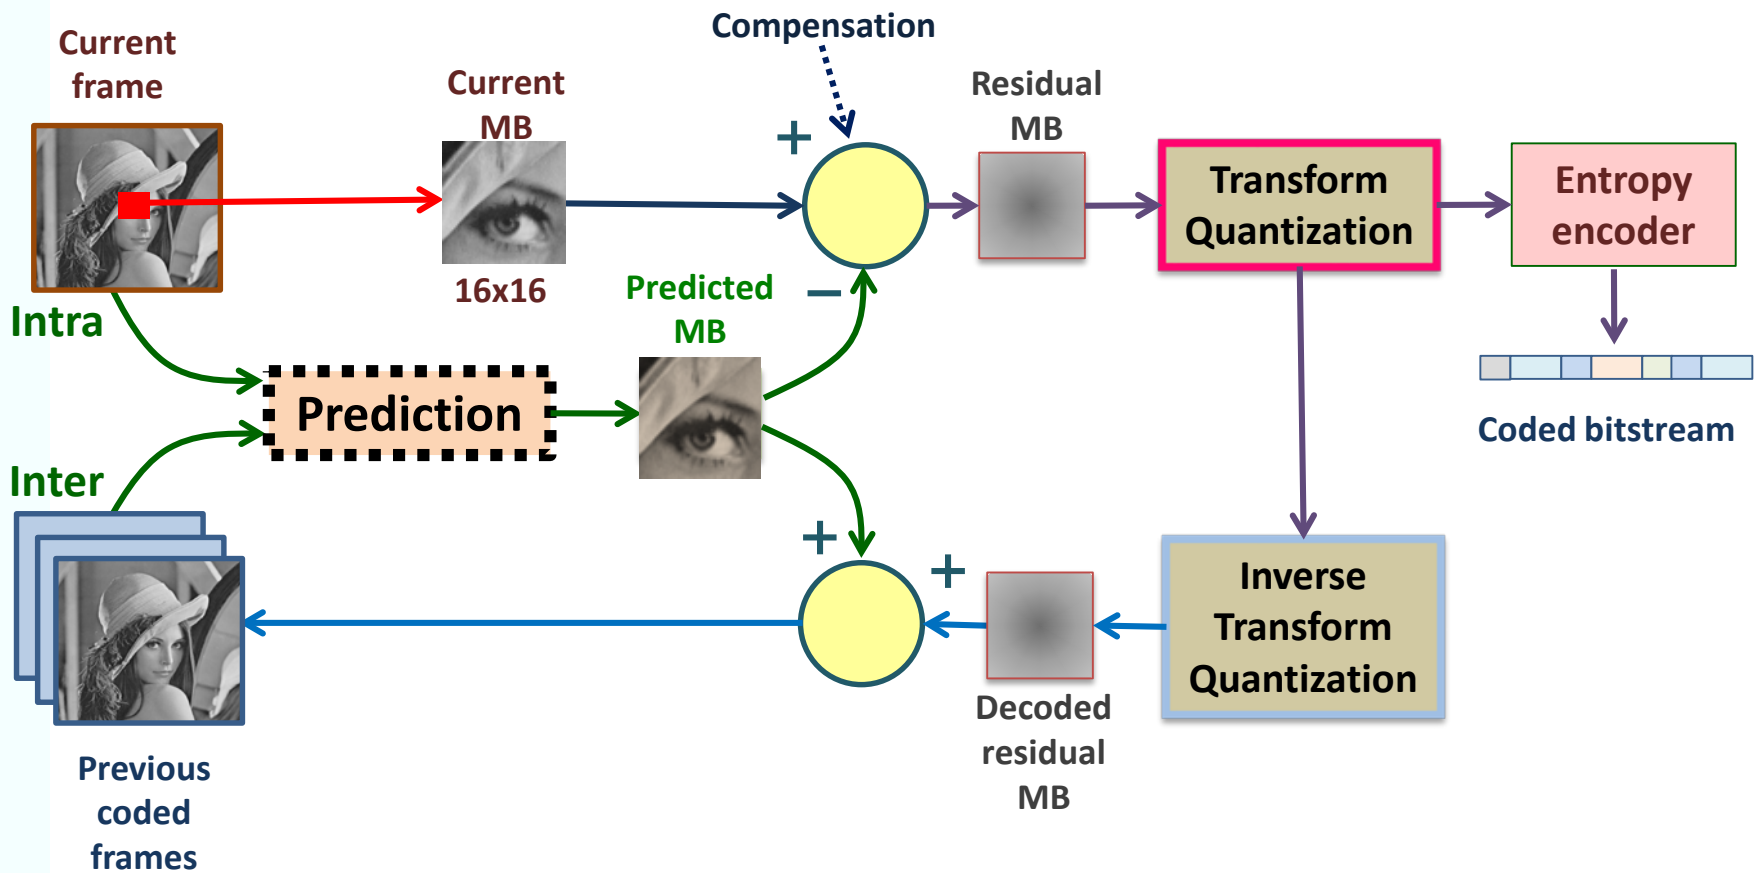 Compensation
Current
frame
Current
MB
Residual
MB
+
Transform
Quantization
Entropy
encoder
16x16
Predicted
MB
−
Intra
Prediction
Coded bitstream
Inter
+
+
Inverse
Transform
Quantization
Decoded
residual
MB
Previous
coded
frames